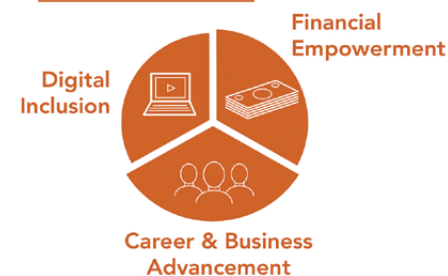 Financial
Empowerment
Digital
Inclusion
Career & Business
Advancement